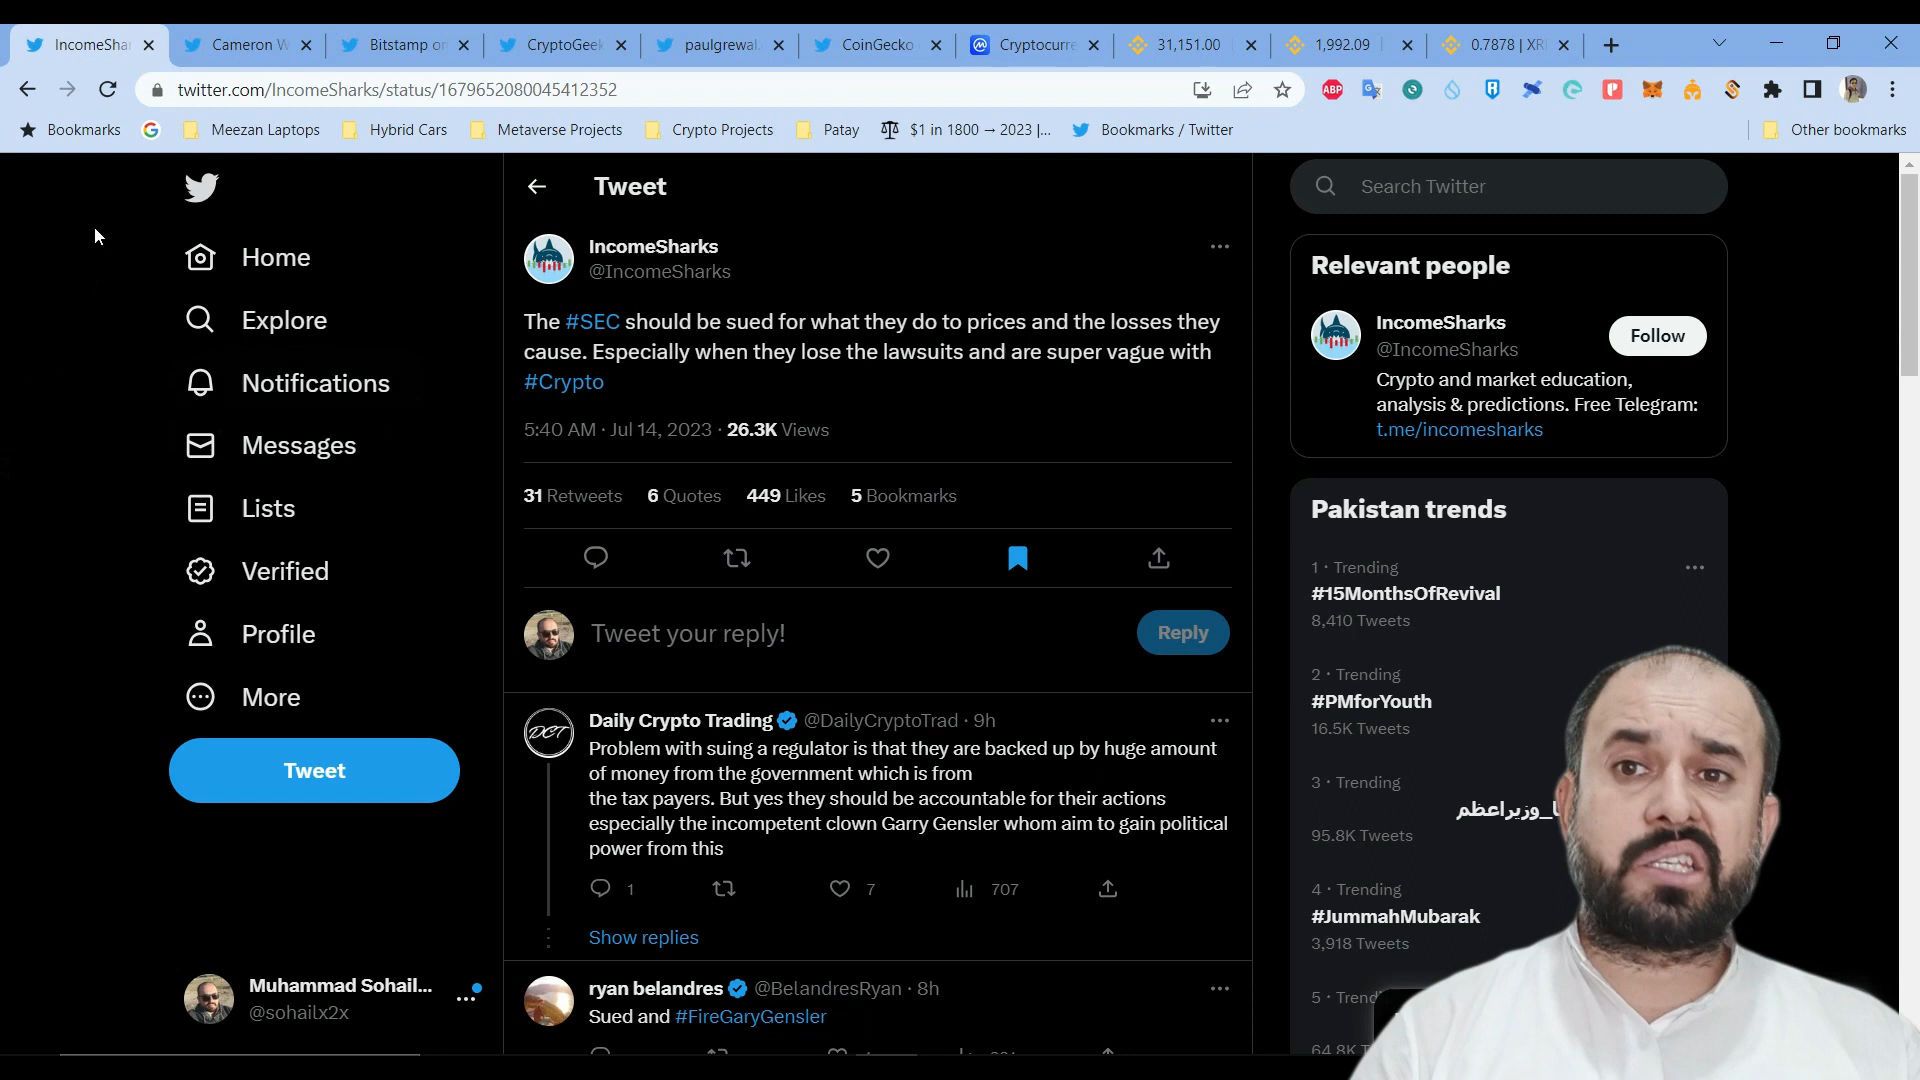 IncomeShar
Cameron W
Bitstamp on
CryptoGeek
paulgrewal.
CoinGecko
Cryptocurre
31,151.00
1,992.09
0.7878 | XR
twitter.com/IncomeSharks/status/1679652080045412352
ABP
Bookmarks
Meezan Laptops
Hybrid Cars
Metaverse Projects
Crypto Projects
Patay
$1 in 1800 → 2023 |...
Bookmarks / Twitter
Other bookmarks
Home
Explore
Notifications
Messages
Lists
Verified
Profile
More
Tweet
Muhammad Sohail...
@sohailx2x
Tweet
IncomeSharks
@IncomeSharks
The #SEC should be sued for what they do to prices and the losses they
cause. Especially when they lose the lawsuits and are super vague with
#Crypto
5:40 AM · Jul 14, 2023 · 26.3K Views
31 Retweets 6 Quotes 449 Likes 5 Bookmarks
Tweet your reply!
Reply
DCT
Daily Crypto Trading @DailyCryptoTrad · 9h
Problem with suing a regulator is that they are backed up by huge amount
of money from the government which is from
the tax payers. But yes they should be accountable for their actions
especially the incompetent clown Garry Gensler whom aim to gain political
power from this
1
7
707
Show replies
ryan belandres @BelandresRyan · 8h
Sued and #FireGaryGensler
Search Twitter
Relevant people
IncomeSharks
@IncomeSharks
Follow
Crypto and market education,
analysis & predictions. Free Telegram:
t.me/incomesharks
Pakistan trends
1 · Trending
#15MonthsOfRevival
8,410 Tweets
2 · Trending
#PMforYouth
16.5K Tweets
3 · Trending
ا_وزیراعظم
95.8K Tweets
4 · Trending
#JummahMubarak
3,918 Tweets
5 · Trend
64.8K T